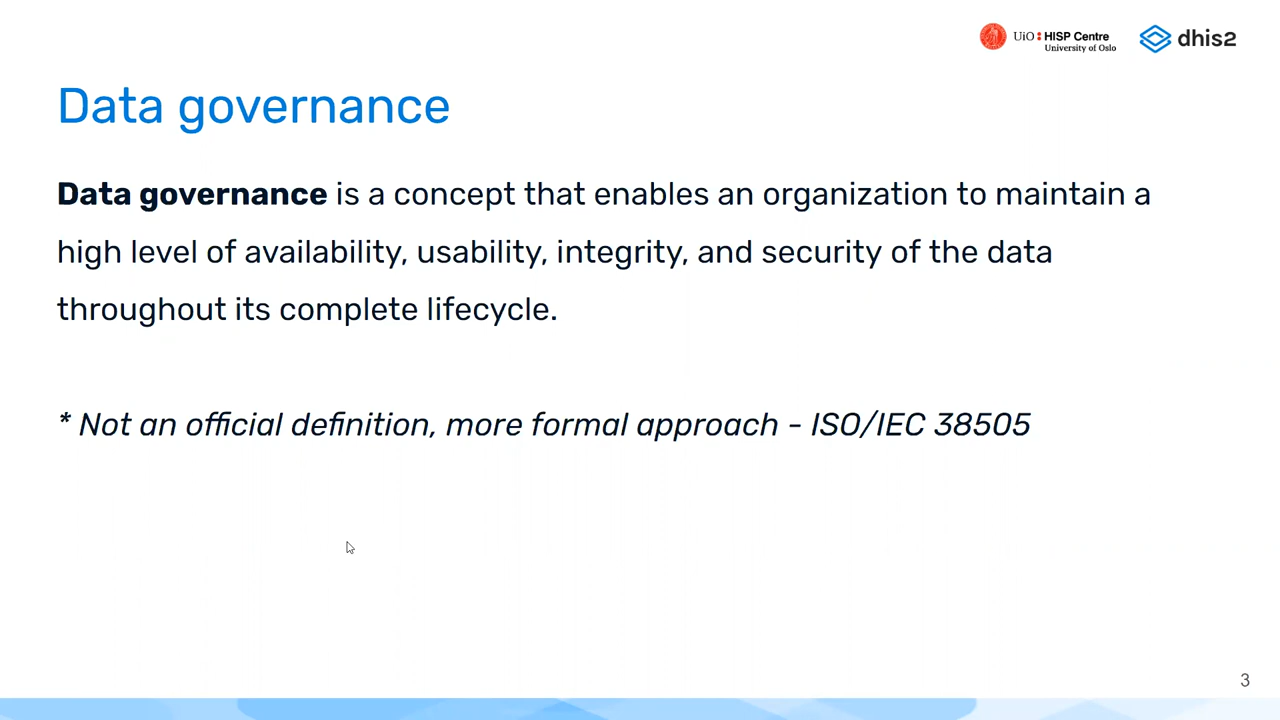 UiO : HISP Centre
University of Oslo
dhis2
Data governance
Data governance is a concept that enables an organization to maintain a
high level of availability, usability, integrity, and security of the data
throughout its complete lifecycle.
* Not an official definition, more formal approach - ISO/IEC 38505
3